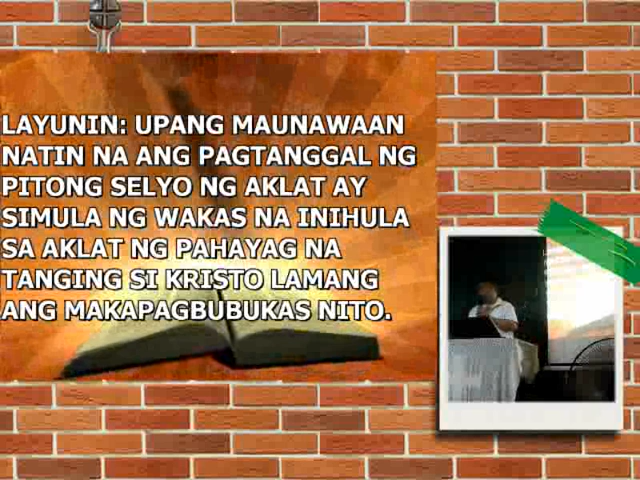 LAYUNIN: UPANG MAUNAWAAN
NATIN NA ANG PAGTANGGAL NG
PITONG SELYO NG AKLAT AY
SIMULA NG WAKAS NA INIHULA
SA AKLAT NG PAHAYAG NA
TANGING SI KRISTO LAMANG
ANG MAKAPAGBUBUKAS NITO.